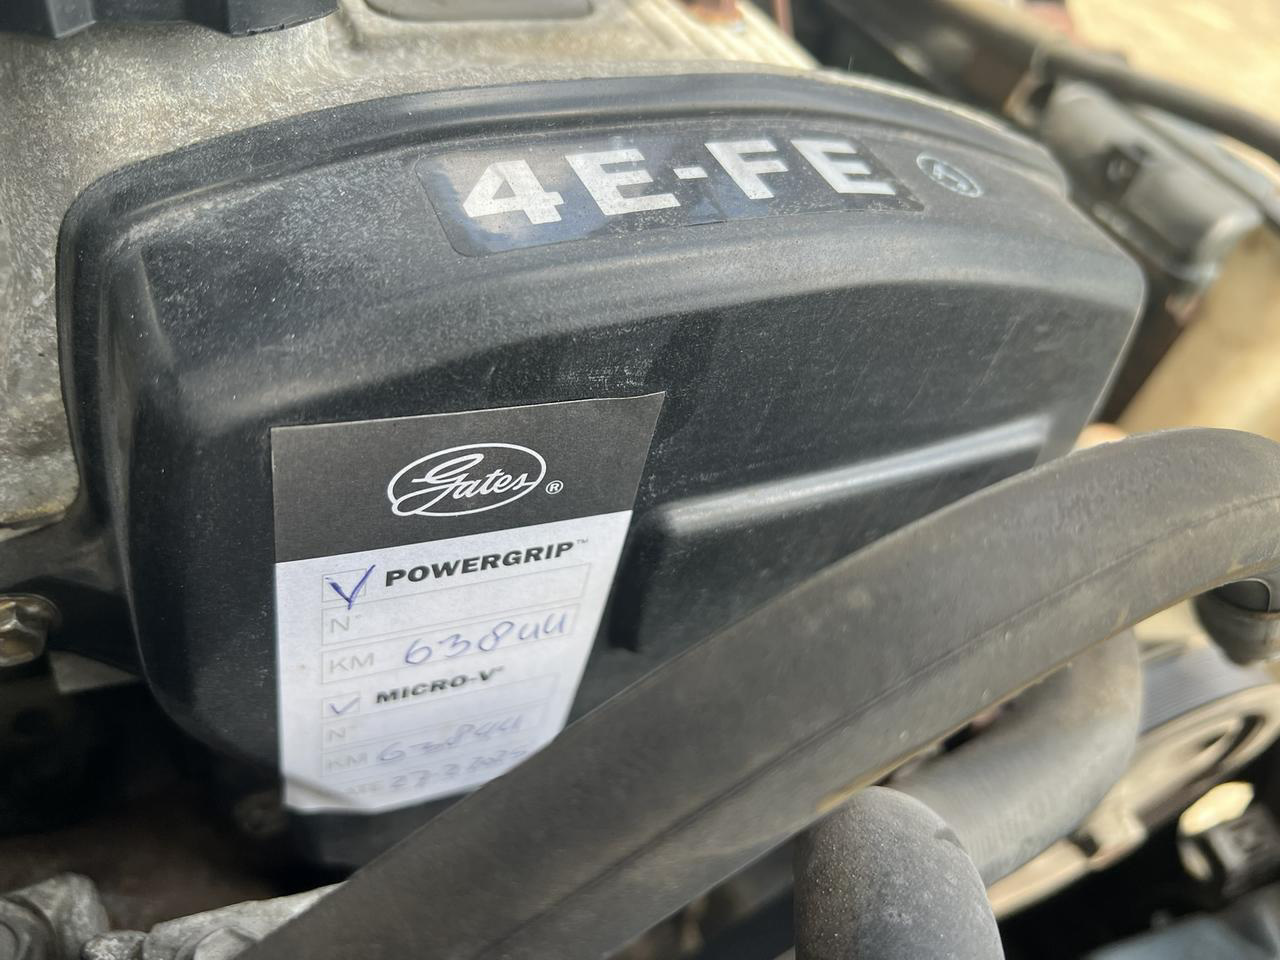 4E-FE
Gates®
POWERGRIP™
N°
KM 63844
MICRO-V®
N°
KM 63844